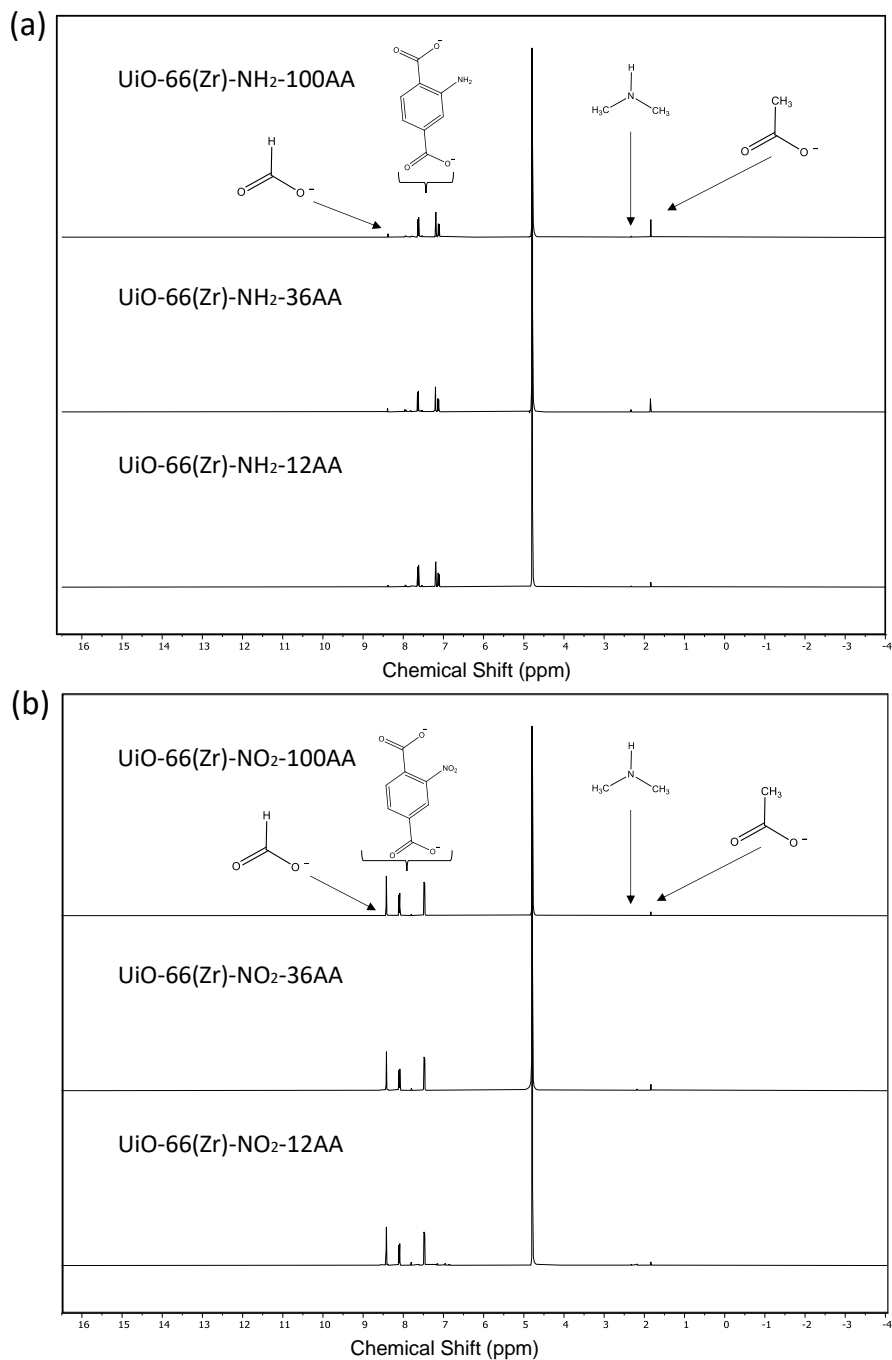 (a)
UiO-66(Zr)-NH2-100AA
O
O
−
NH2
O
O
−
H
O
O
−
H
N
H3C
CH3
CH3
O
O
−
UiO-66(Zr)-NH2-36AA
UiO-66(Zr)-NH2-12AA
16 15 14 13 12 11 10 9 8 7 6 5 4 3 2 1 0 -1 -2 -3 -4
Chemical Shift (ppm)
(b)
UiO-66(Zr)-NO2-100AA
O
O
−
NO2
O
O
−
H
O
O
−
H
N
H3C
CH3
CH3
O
O
−
UiO-66(Zr)-NO2-36AA
UiO-66(Zr)-NO2-12AA
16 15 14 13 12 11 10 9 8 7 6 5 4 3 2 1 0 -1 -2 -3 -4
Chemical Shift (ppm)